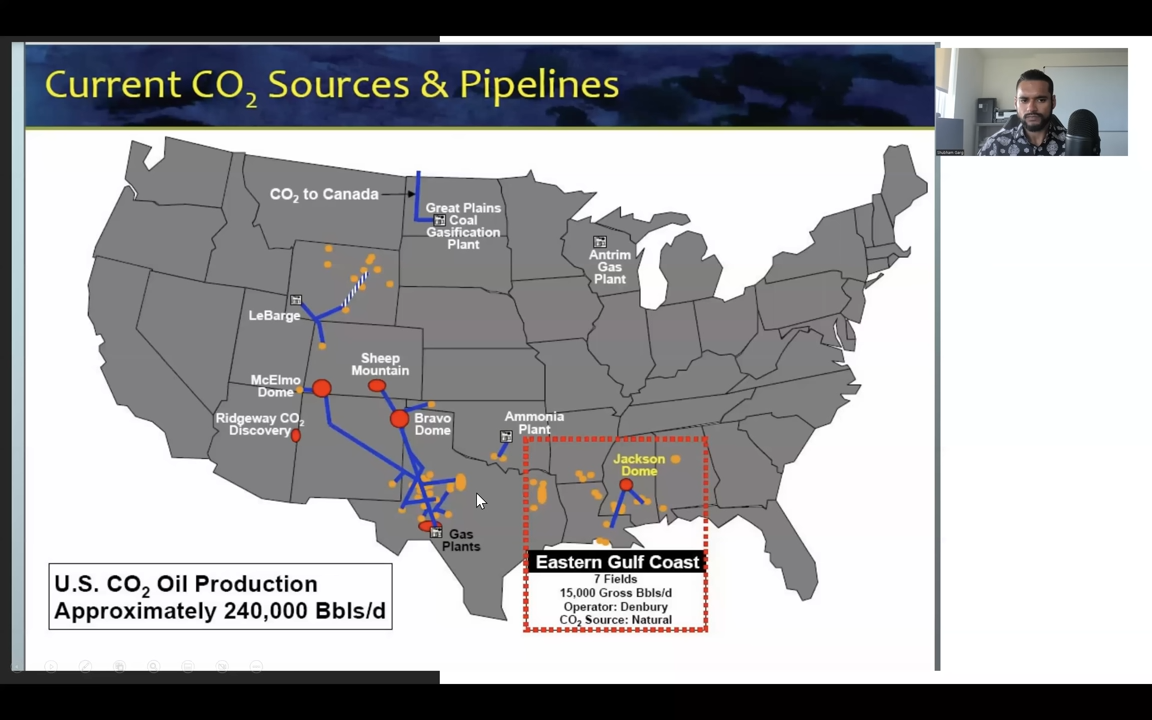 Current CO₂ Sources & Pipelines
CO₂ to Canada
Great Plains
Coal
Gasification
Plant
Antrim
Gas
Plant
LeBarge
Sheep
Mountain
McElmo
Dome
Ridgeway CO₂
Discovery
Bravo
Dome
Ammonia
Plant
Jackson
Dome
Gas
Plants
Eastern Gulf Coast
7 Fields
15,000 Gross Bbls/d
Operator: Denbury
CO₂ Source: Natural
U.S. CO₂ Oil Production
Approximately 240,000 Bbls/d